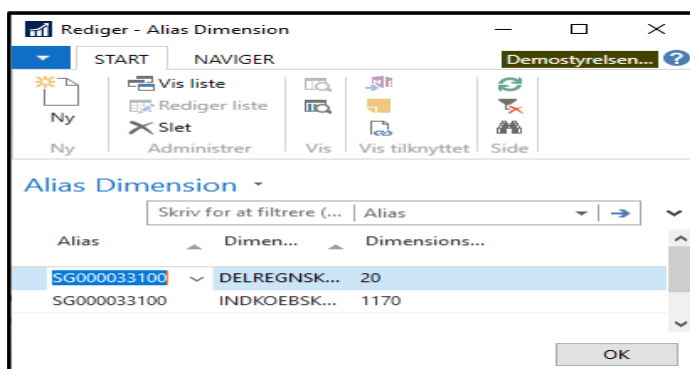 Rediger - Alias Dimension
START NAVIGER Demostyrelsen...
Vis liste
Rediger liste
Ny Slet
Ny Administrer Vis Vis tilknyttet Side
Alias Dimension
Skriv for at filtrere (... Alias
Alias Dimen... Dimensions...
SG000033100 DELREGNSK... 20
SG000033100 INDKOEBSK... 1170
OK